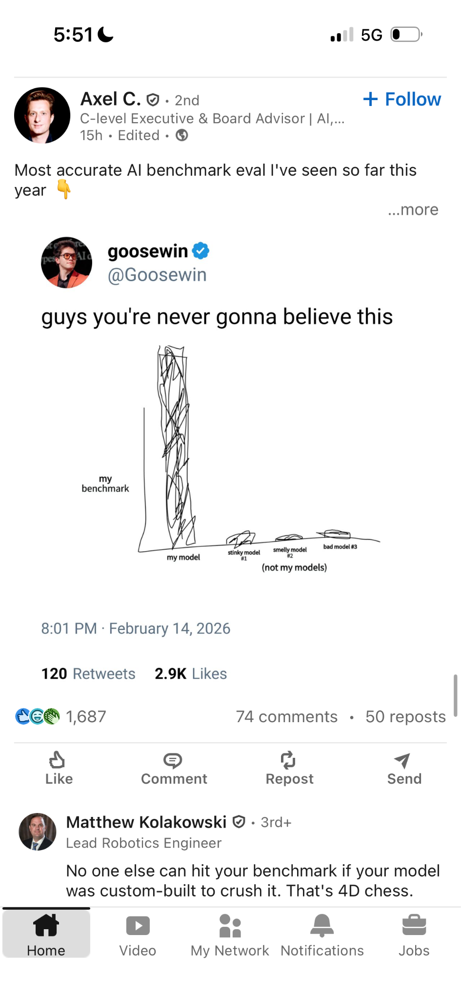 5:51
5G
Axel C. • 2nd
+ Follow
C-level Executive & Board Advisor | AI,...
15h • Edited •
Most accurate AI benchmark eval I've seen so far this
year 👇
...more
goosewin
@Goosewin
guys you're never gonna believe this
my
benchmark
my model
stinky model
#1
smelly model
#2
bad model #3
(not my models)
8:01 PM · February 14, 2026
120 Retweets 2.9K Likes
1,687
74 comments • 50 reposts
Like
Comment
Repost
Send
Matthew Kolakowski • 3rd+
Lead Robotics Engineer
No one else can hit your benchmark if your model
was custom-built to crush it. That's 4D chess.
Home
Video
My Network
Notifications
Jobs